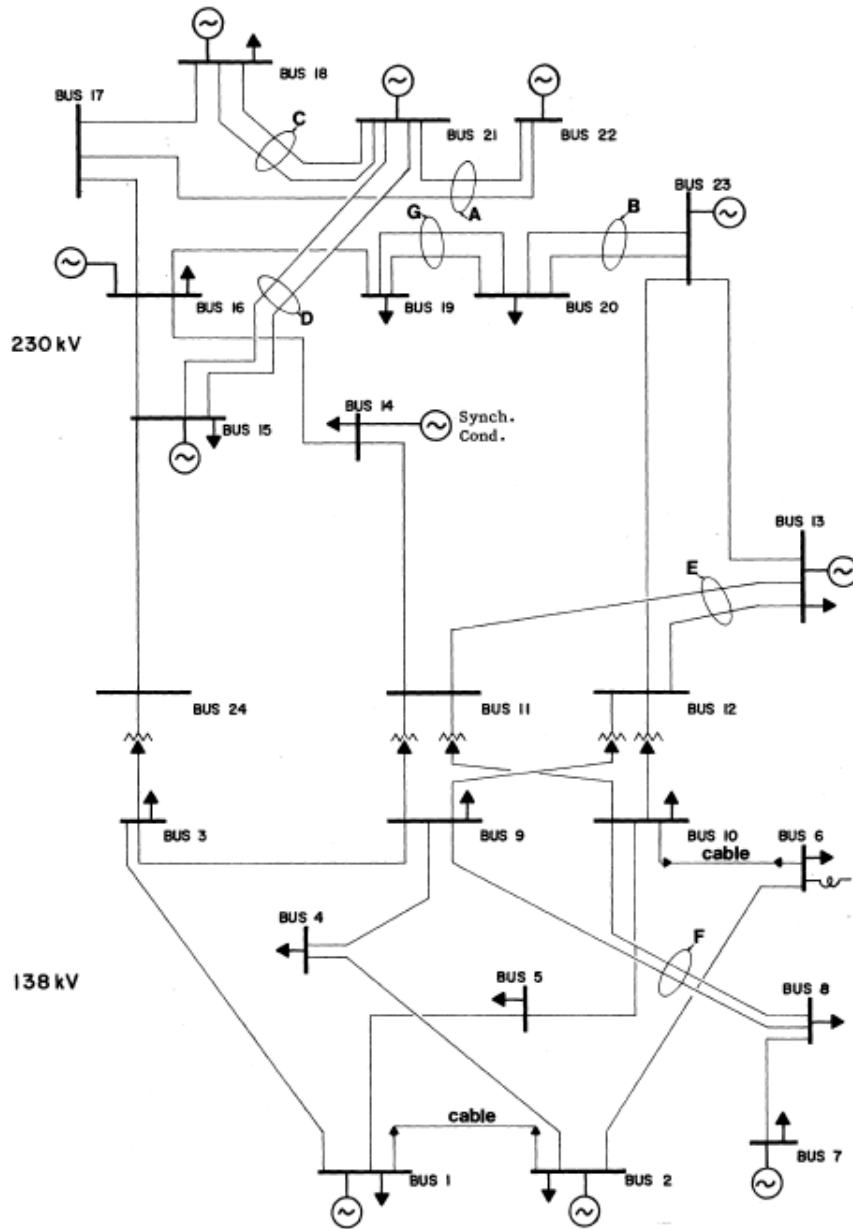 BUS 18
BUS 17
C
BUS 21
BUS 22
BUS 23
G
A
B
BUS 16
D
BUS 19
BUS 20
230 kV
BUS 14
Synch.
Cond.
BUS 15
BUS 13
E
BUS 24
BUS 11
BUS 12
BUS 3
BUS 9
BUS 10
BUS 6
cable
BUS 4
F
138 kV
BUS 5
BUS 8
cable
BUS 1
BUS 2
BUS 7